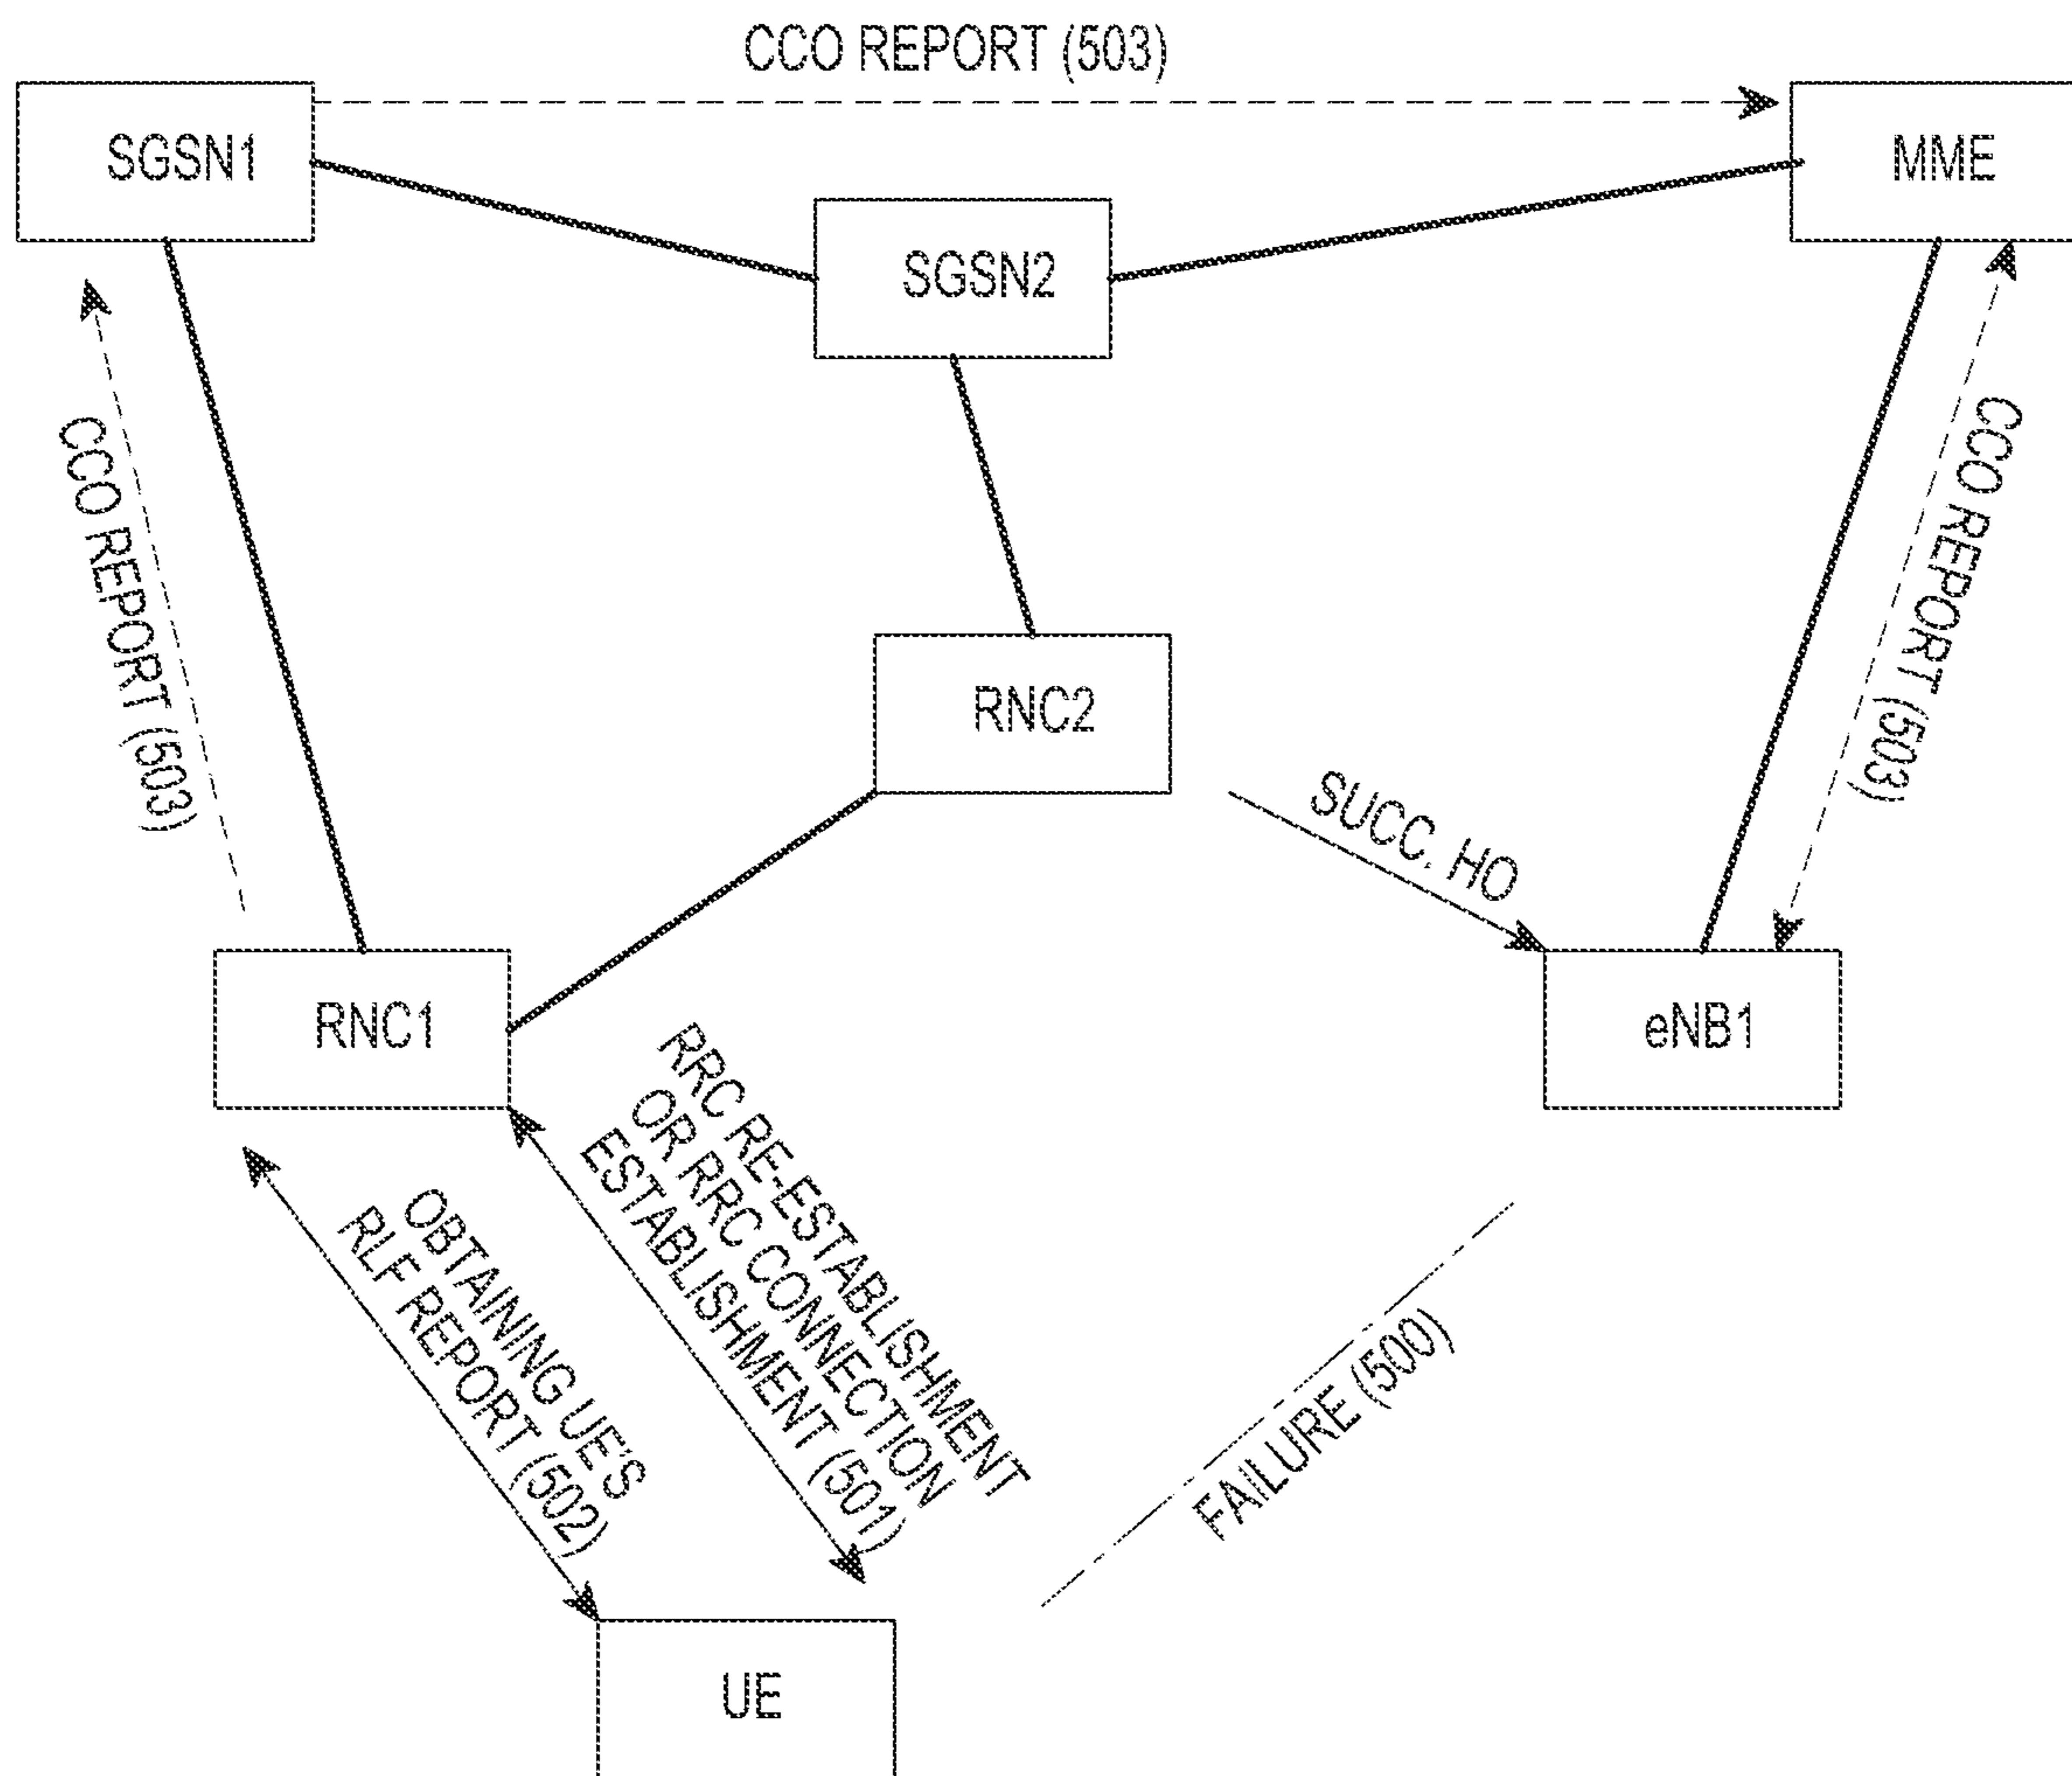 CCO REPORT (503)
SGSN1
MME
SGSN2
CCO REPORT (503)
CCO REPORT (503)
RNC2
SUCC. HO
RNC1
eNB1
RRC RE-ESTABLISHMENT
OR RRC CONNECTION
ESTABLISHMENT (501)
OBTAINING UE'S
RLF REPORT (502)
FAILURE (500)
UE